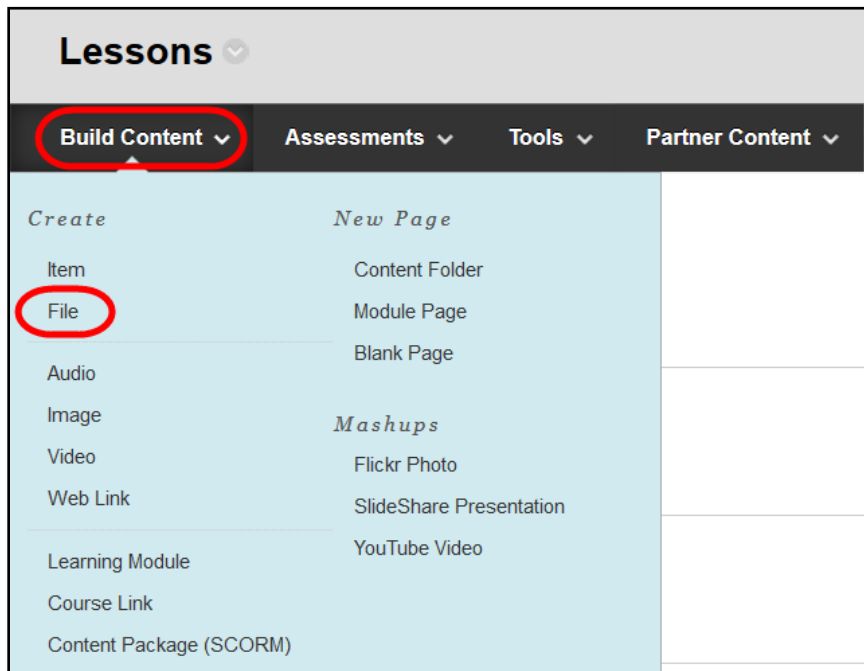 Lessons
Build Content
Assessments
Tools
Partner Content
Create
Item
File
Audio
Image
Video
Web Link
Learning Module
Course Link
Content Package (SCORM)
New Page
Content Folder
Module Page
Blank Page
Mashups
Flickr Photo
SlideShare Presentation
YouTube Video